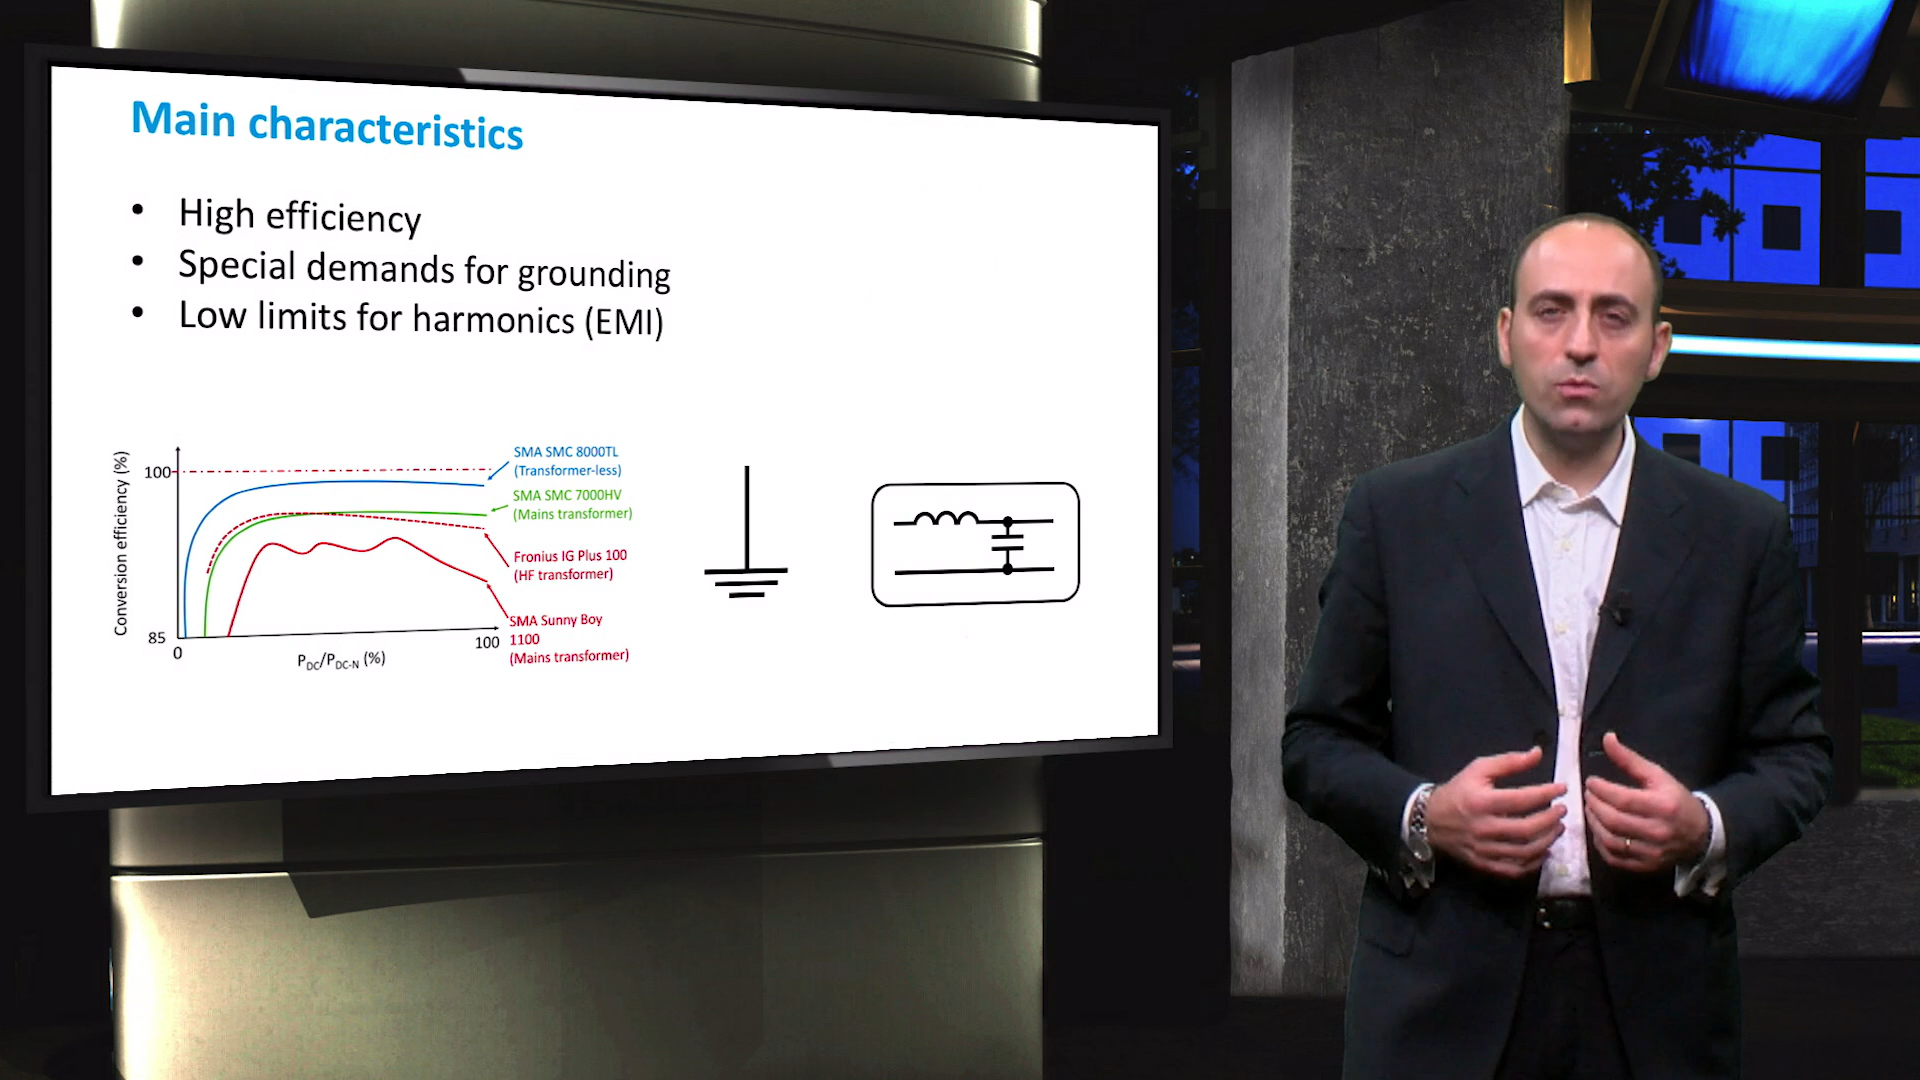 Main characteristics
• High efficiency
• Special demands for grounding
• Low limits for harmonics (EMI)
Conversion efficiency (%)
100
85
0
100
P_DC/P_DC-N (%)
SMA SMC 8000TL
(Transformer-less)
SMA SMC 7000HV
(Mains transformer)
Fronius IG Plus 100
(HF transformer)
SMA Sunny Boy
1100
(Mains transformer)